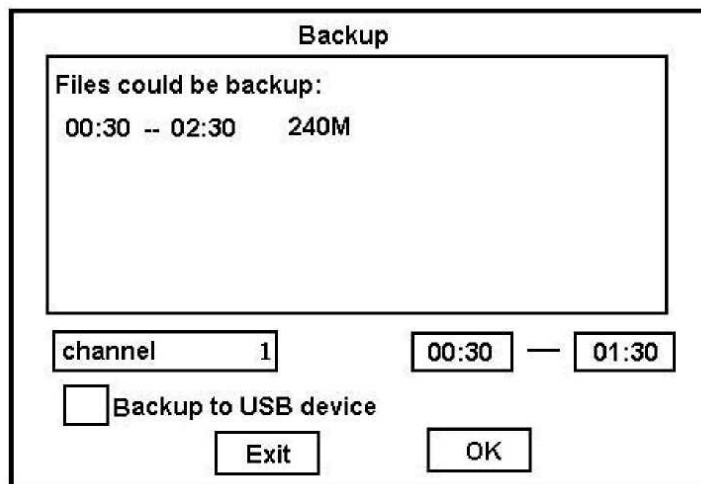 Backup
Files could be backup:
00:30 -- 02:30 240M
channel 1 00:30 — 01:30
Backup to USB device
Exit OK